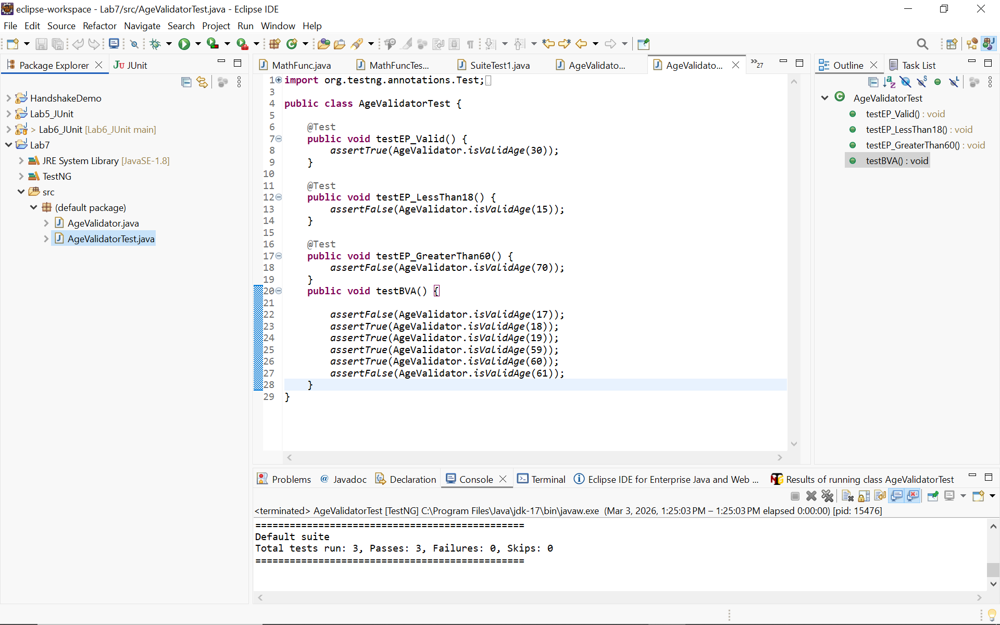 eclipse-workspace - Lab7/src/AgeValidatorTest.java - Eclipse IDE
File Edit Source Refactor Navigate Search Project Run Window Help
Package Explorer
JUnit
HandshakeDemo
Lab5_JUnit
> Lab6_JUnit [Lab6_JUnit main]
Lab7
JRE System Library [JavaSE-1.8]
TestNG
src
(default package)
AgeValidator.java
AgeValidatorTest.java
MathFunc.java
MathFuncTes...
SuiteTest1.java
AgeValidato...
AgeValidato...
»27
1 import org.testng.annotations.Test;
3
4 public class AgeValidatorTest {
5
6 @Test
7 public void testEP_Valid() {
8 assertTrue(AgeValidator.isValidAge(30));
9 }
10
11 @Test
12 public void testEP_LessThan18() {
13 assertFalse(AgeValidator.isValidAge(15));
14 }
15
16 @Test
17 public void testEP_GreaterThan60() {
18 assertFalse(AgeValidator.isValidAge(70));
19 }
20 public void testBVA() {
21
22 assertFalse(AgeValidator.isValidAge(17));
23 assertTrue(AgeValidator.isValidAge(18));
24 assertTrue(AgeValidator.isValidAge(19));
25 assertTrue(AgeValidator.isValidAge(59));
26 assertTrue(AgeValidator.isValidAge(60));
27 assertFalse(AgeValidator.isValidAge(61));
28 }
29 }
Outline
Task List
AgeValidatorTest
testEP_Valid() : void
testEP_LessThan18() : void
testEP_GreaterThan60() : void
testBVA() : void
Problems
@ Javadoc
Declaration
Console
Terminal
Eclipse IDE for Enterprise Java and Web ...
Results of running class AgeValidatorTest
<terminated> AgeValidatorTest [TestNG] C:\Program Files\Java\jdk-17\bin\javaw.exe (Mar 3, 2026, 1:25:03 PM – 1:25:03 PM elapsed 0:00:00) [pid: 15476]
===============================================
Default suite
Total tests run: 3, Passes: 3, Failures: 0, Skips: 0
===============================================